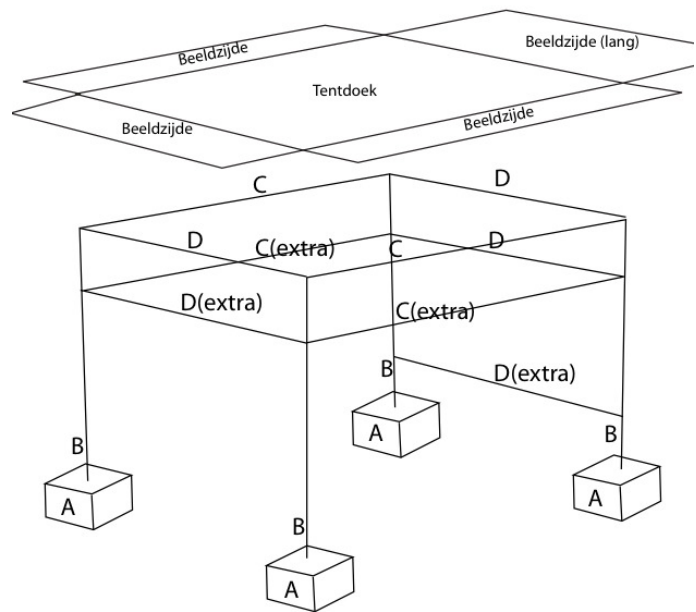 Beeldzijde
Beeldzijde (lang)
Tentdoek
Beeldzijde
Beeldzijde
C
D
D
C(extra)
C
D
D(extra)
C(extra)
B
D(extra)
A
B
B
A
A
B
A